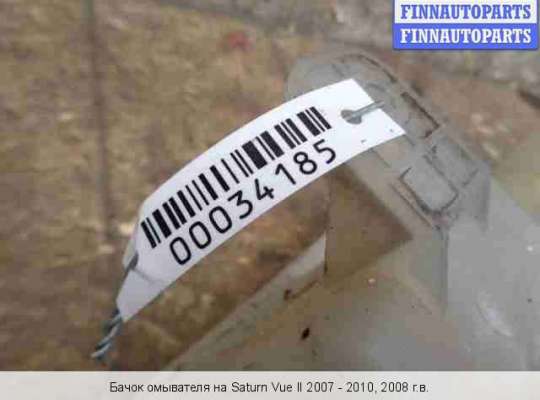 FINNAUTOPARTS
FINNAUTOPARTS
00034185
Бачок омывателя на Saturn Vue II 2007 - 2010, 2008 г.в.